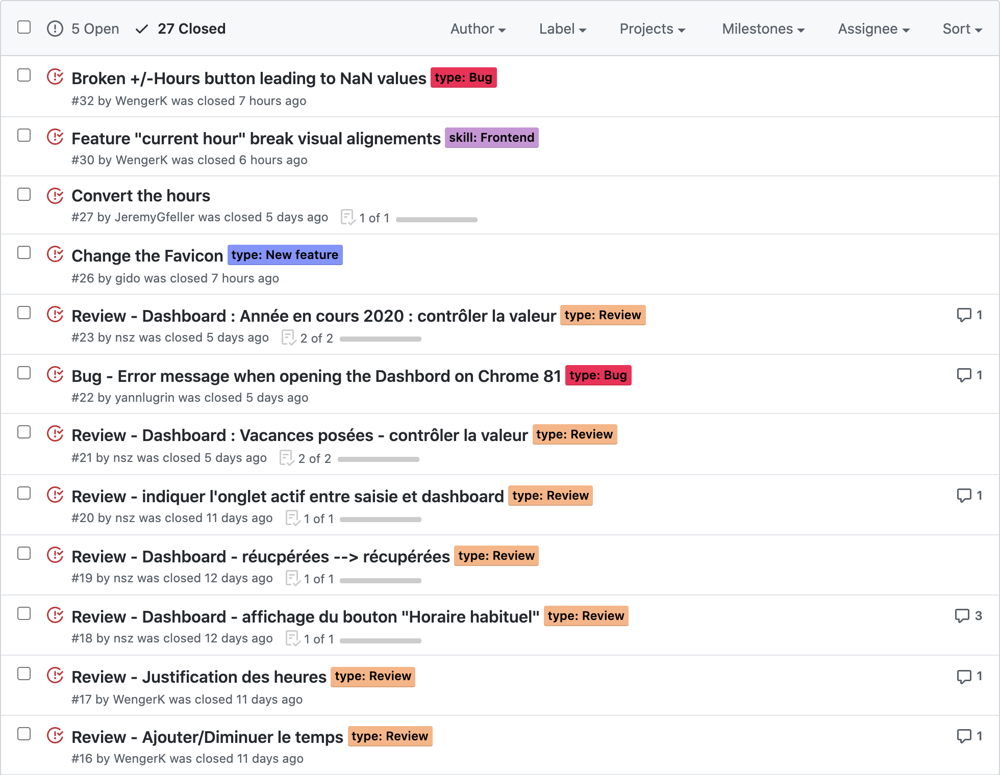 5 Open 27 Closed Author Label Projects Milestones Assignee Sort
Broken +/-Hours button leading to NaN values type: Bug
#32 by WengerK was closed 7 hours ago
Feature "current hour" break visual alignements skill: Frontend
#30 by WengerK was closed 6 hours ago
Convert the hours
#27 by JeremyGfeller was closed 5 days ago 1 of 1
Change the Favicon type: New feature
#26 by gido was closed 7 hours ago
Review - Dashboard : Année en cours 2020 : contrôler la valeur type: Review 1
#23 by nsz was closed 5 days ago 2 of 2
Bug - Error message when opening the Dashbord on Chrome 81 type: Bug 1
#22 by yannlugrin was closed 5 days ago
Review - Dashboard : Vacances posées - contrôler la valeur type: Review
#21 by nsz was closed 5 days ago 2 of 2
Review - indiquer l'onglet actif entre saisie et dashboard type: Review 1
#20 by nsz was closed 11 days ago 1 of 1
Review - Dashboard - réucpérées --> récupérées type: Review
#19 by nsz was closed 12 days ago 1 of 1
Review - Dashboard - affichage du bouton "Horaire habituel" type: Review 3
#18 by nsz was closed 12 days ago 1 of 1
Review - Justification des heures type: Review 1
#17 by WengerK was closed 11 days ago
Review - Ajouter/Diminuer le temps type: Review 1
#16 by WengerK was closed 11 days ago